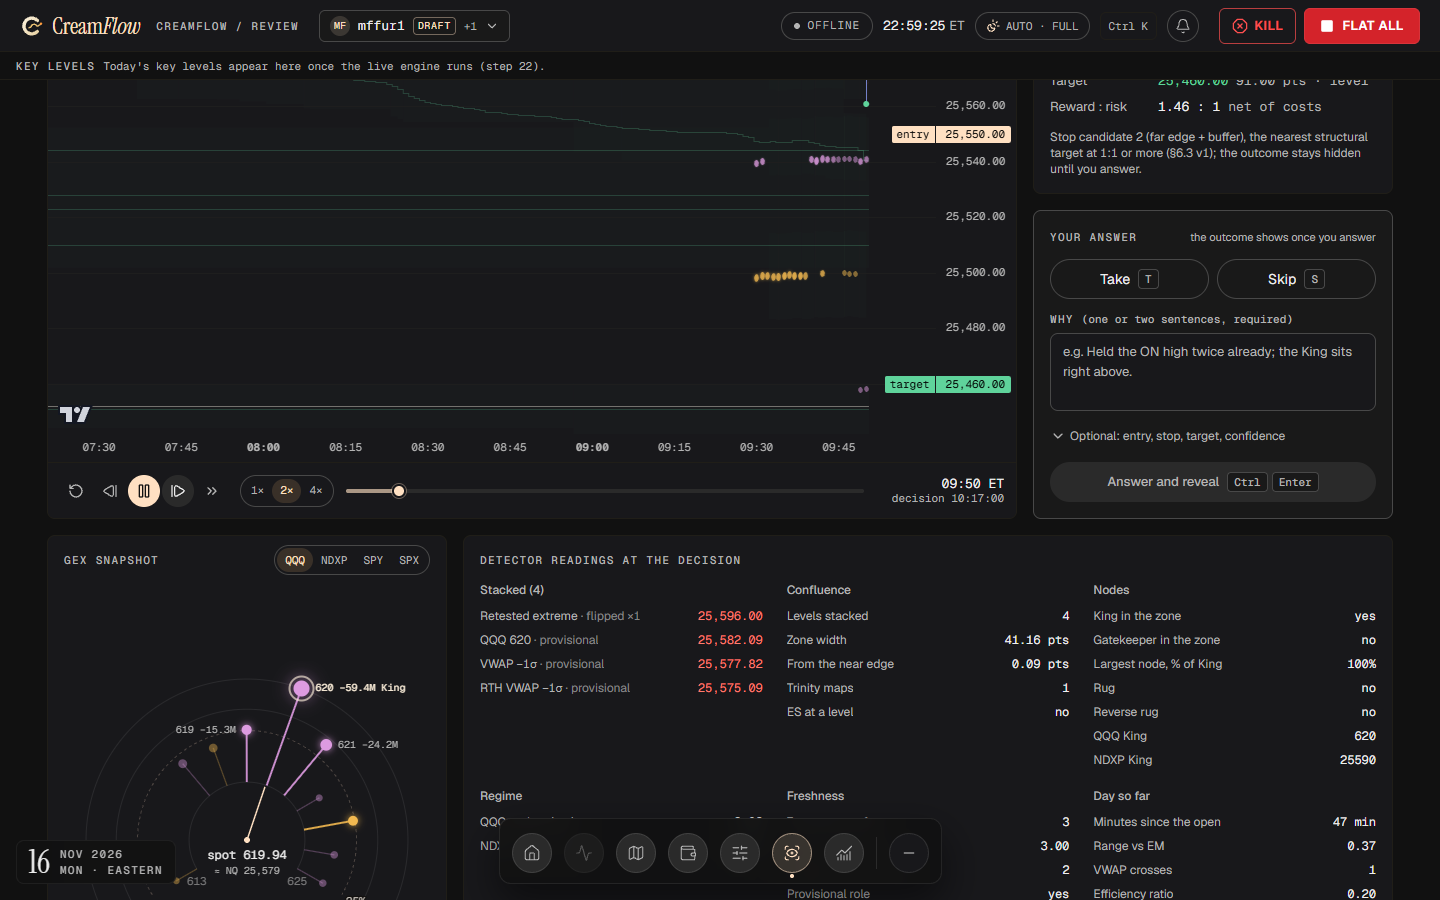 CreamFlow CREAMFLOW / REVIEW MF mffur1 DRAFT +1 OFFLINE 22:59:25 ET AUTO · FULL Ctrl K KILL FLAT ALL
KEY LEVELS Today's key levels appear here once the live engine runs (step 22).
Target 25,460.00 91.00 pts · level
Reward : risk 1.46 : 1 net of costs
Stop candidate 2 (far edge + buffer), the nearest structural
target at 1:1 or more (§6.3 v1); the outcome stays hidden
until you answer.
25,560.00
entry 25,550.00
25,540.00
25,520.00
25,500.00
25,480.00
target 25,460.00
07:30 07:45 08:00 08:15 08:30 08:45 09:00 09:15 09:30 09:45
1× 2× 4×
09:50 ET
decision 10:17:00
YOUR ANSWER the outcome shows once you answer
Take T Skip S
WHY (one or two sentences, required)
e.g. Held the ON high twice already; the King sits
right above.
Optional: entry, stop, target, confidence
Answer and reveal Ctrl Enter
GEX SNAPSHOT QQQ NDXP SPY SPX
620 −59.4M King
619 −15.3M
621 −24.2M
spot 619.94
≈ NQ 25,579
613 625
16 NOV 2026
MON · EASTERN
DETECTOR READINGS AT THE DECISION
Stacked (4)
Retested extreme · flipped ×1 25,596.00
QQQ 620 · provisional 25,582.09
VWAP −1σ · provisional 25,577.82
RTH VWAP −1σ · provisional 25,575.09
Confluence
Levels stacked 4
Zone width 41.16 pts
From the near edge 0.09 pts
Trinity maps 1
ES at a level no
Nodes
King in the zone yes
Gatekeeper in the zone no
Largest node, % of King 100%
Rug no
Reverse rug no
QQQ King 620
NDXP King 25590
Regime
Freshness
3
3.00
2
Provisional role yes
Day so far
Minutes since the open 47 min
Range vs EM 0.37
VWAP crosses 1
Efficiency ratio 0.20